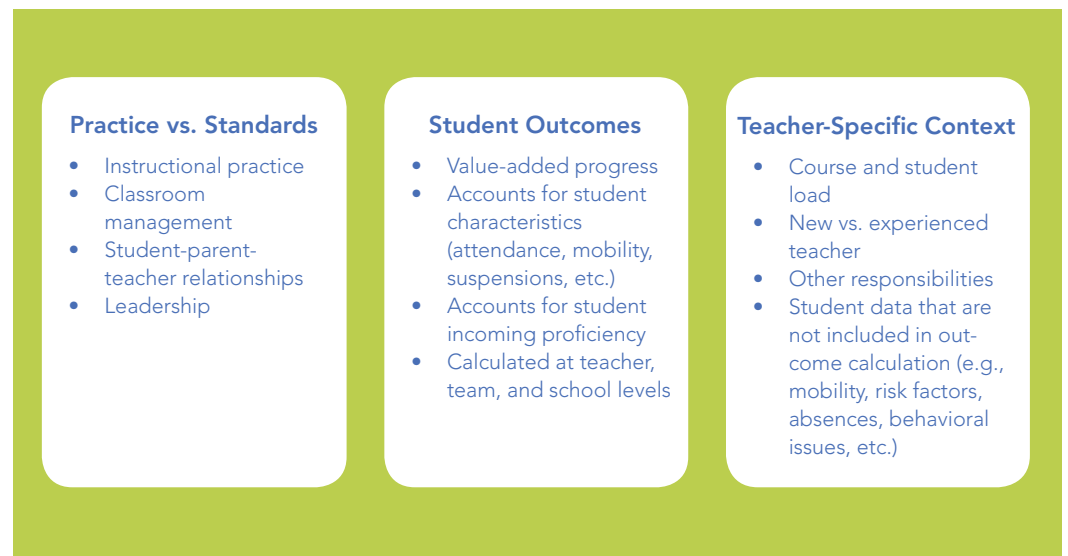 Practice vs. Standards
• Instructional practice
• Classroom
management
• Student-parent-
teacher relationships
• Leadership
Student Outcomes
• Value-added progress
• Accounts for student
characteristics
(attendance, mobility,
suspensions, etc.)
• Accounts for student
incoming proficiency
• Calculated at teacher,
team, and school levels
Teacher-Specific Context
• Course and student
load
• New vs. experienced
teacher
• Other responsibilities
• Student data that are
not included in out-
come calculation (e.g.,
mobility, risk factors,
absences, behavioral
issues, etc.)